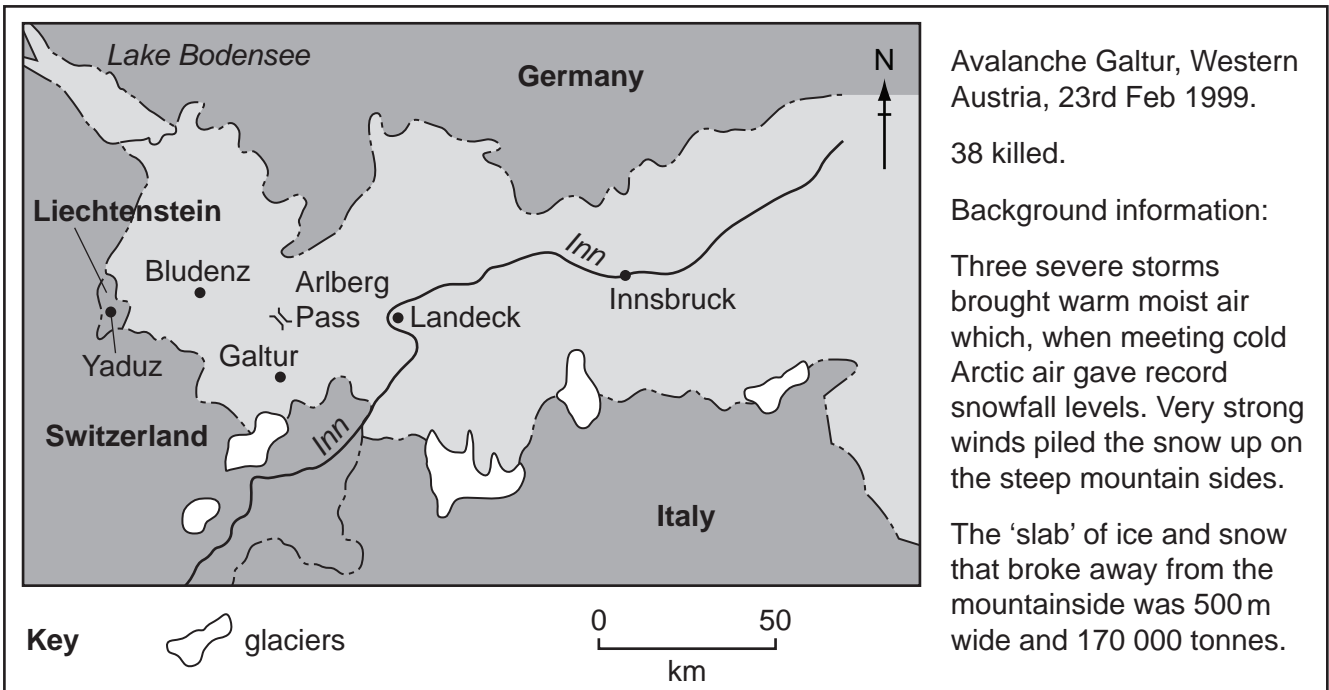 Lake Bodensee
Germany
N
Liechtenstein
Bludenz
Arlberg
Pass
Inn
Innsbruck
Landeck
Yaduz
Galtur
Switzerland
Inn
Italy
Key
glaciers
0 50
km
Avalanche Galtur, Western
Austria, 23rd Feb 1999.
38 killed.
Background information:
Three severe storms
brought warm moist air
which, when meeting cold
Arctic air gave record
snowfall levels. Very strong
winds piled the snow up on
the steep mountain sides.
The ‘slab’ of ice and snow
that broke away from the
mountainside was 500 m
wide and 170 000 tonnes.